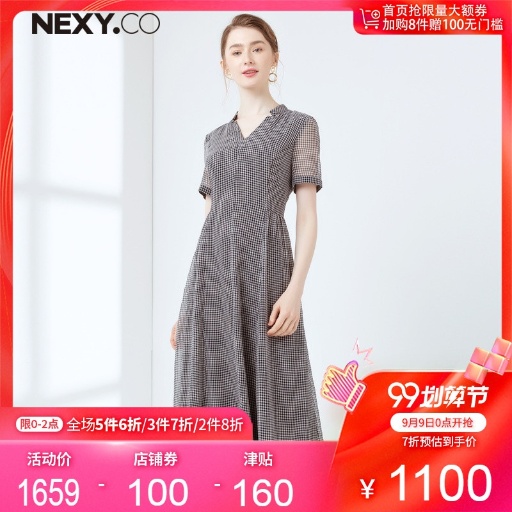 NEXY.CO
首页抢限量大额券
加购8件赠100无门槛
99划算节
9月9日0点开抢
7折预估到手价
限0-2点 全场5件6折/3件7折/2件8折
活动价 店铺券 津贴
1659 - 100 - 160
¥ 1100